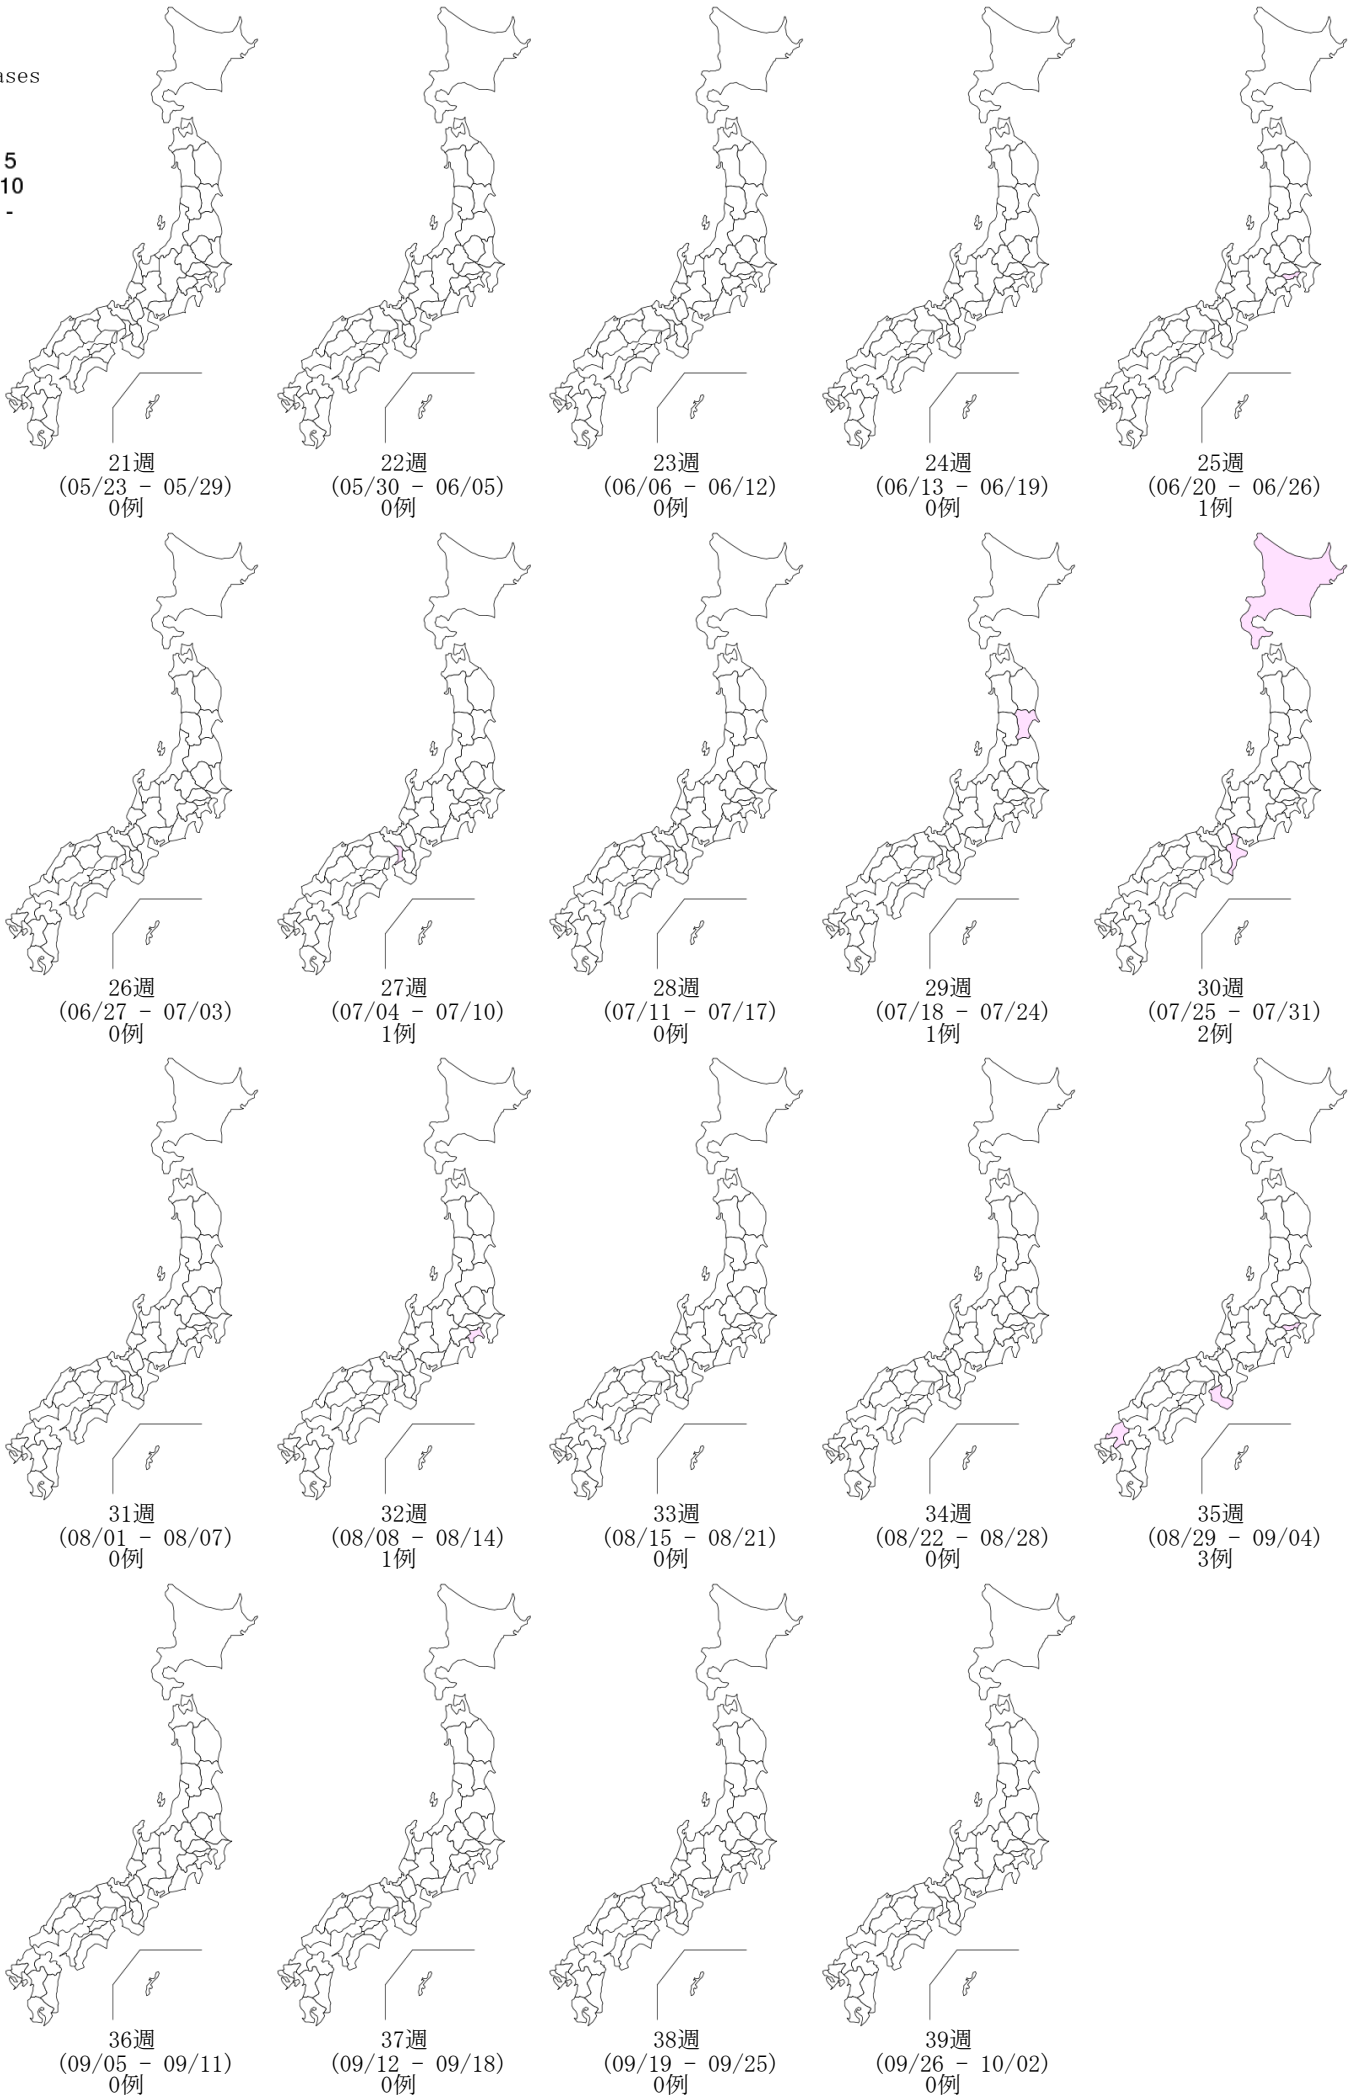 ases
5
10
-
21週
(05/23 - 05/29)
0例
22週
(05/30 - 06/05)
0例
23週
(06/06 - 06/12)
0例
24週
(06/13 - 06/19)
0例
25週
(06/20 - 06/26)
1例
26週
(06/27 - 07/03)
0例
27週
(07/04 - 07/10)
1例
28週
(07/11 - 07/17)
0例
29週
(07/18 - 07/24)
1例
30週
(07/25 - 07/31)
2例
31週
(08/01 - 08/07)
0例
32週
(08/08 - 08/14)
1例
33週
(08/15 - 08/21)
0例
34週
(08/22 - 08/28)
0例
35週
(08/29 - 09/04)
3例
36週
(09/05 - 09/11)
0例
37週
(09/12 - 09/18)
0例
38週
(09/19 - 09/25)
0例
39週
(09/26 - 10/02)
0例